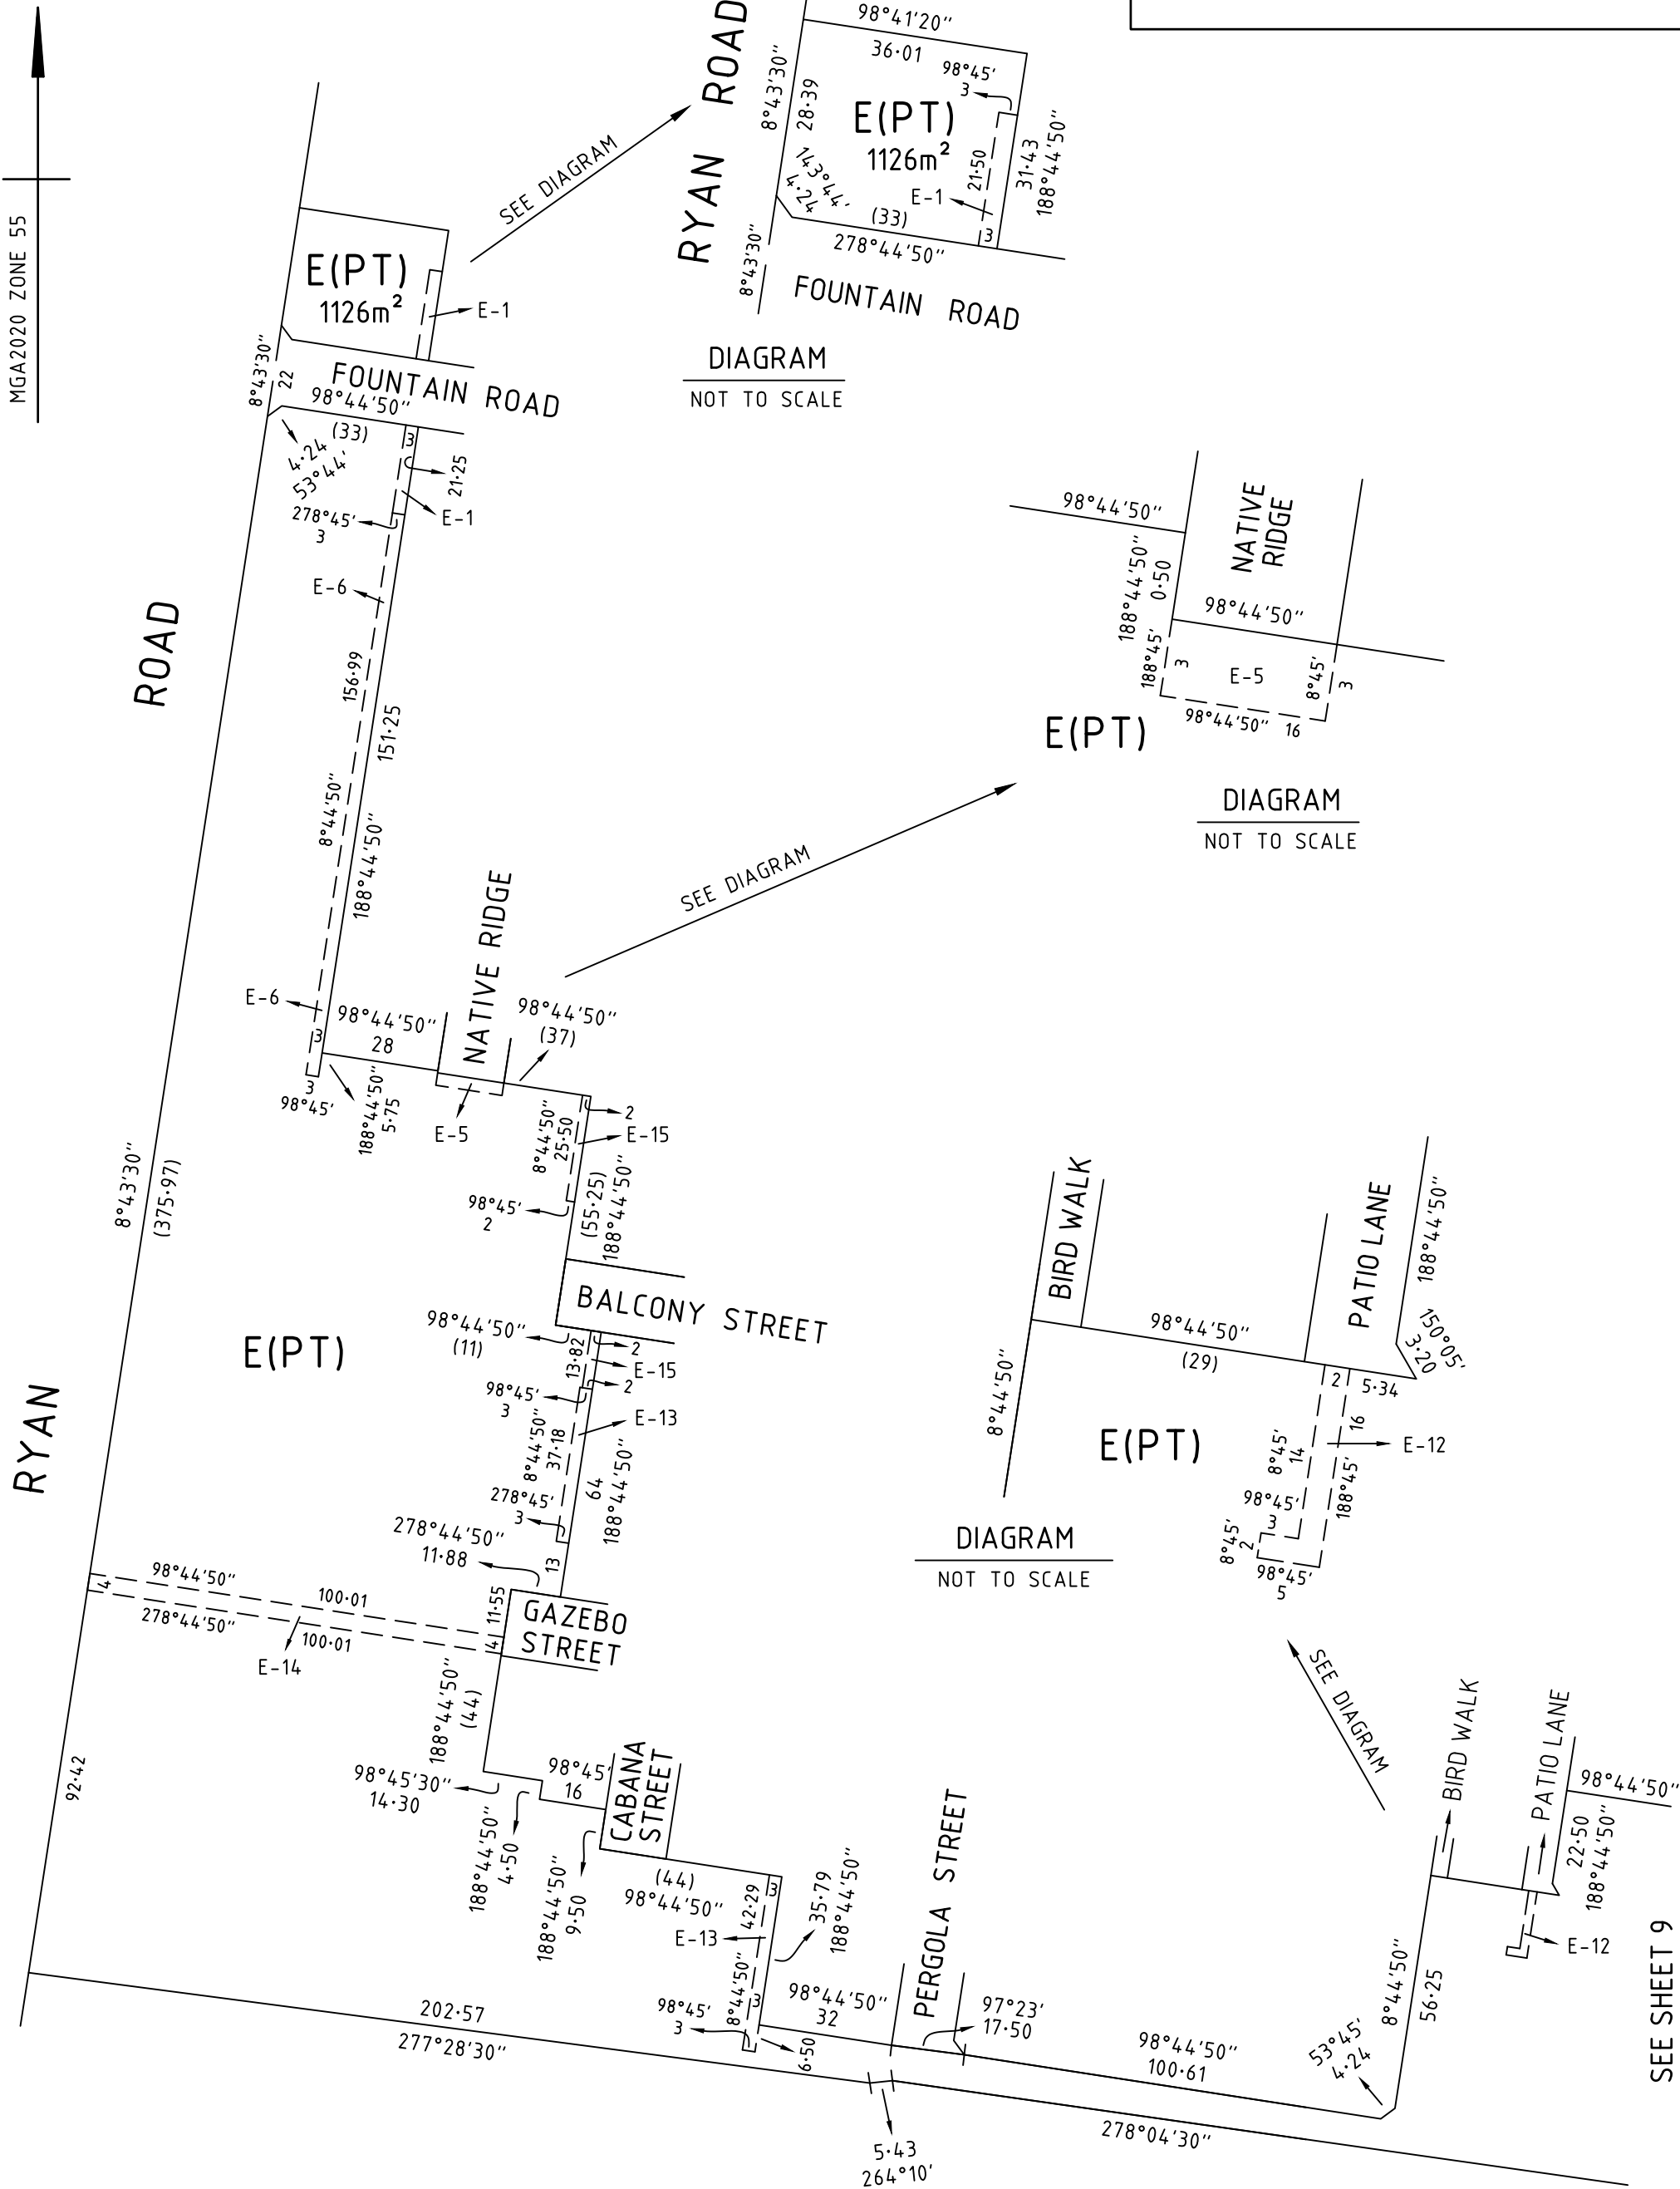 MGA2020 ZONE 55
98°41'20"
36·01
98°45'
3
8°43'30"
28·39
E(PT)
1126m²
21·50
31·43
188°44'50"
143°44'
4·24
E-1
(33)
3
278°44'50"
8°43'30"
RYAN ROAD
FOUNTAIN ROAD
DIAGRAM
NOT TO SCALE
SEE DIAGRAM
E(PT)
1126m²
E-1
8°43'30"
22
FOUNTAIN ROAD
98°44'50"
(33)
3
4·24
53°44'
21·25
278°45'
3
E-1
E-6
156·99
151·25
8°44'50"
188°44'50"
98°44'50"
NATIVE
RIDGE
188°44'50"
0·50
98°44'50"
188°45'
3
E-5
8°45'
3
98°44'50"
16
E(PT)
DIAGRAM
NOT TO SCALE
SEE DIAGRAM
RYAN ROAD
E-6
3
98°44'50"
28
NATIVE RIDGE
98°44'50"
(37)
3
98°45'
188°44'50"
5·75
E-5
8°44'50"
25·50
2
E-15
98°45'
2
(55·25)
188°44'50"
8°43'30"
(375·97)
BALCONY STREET
98°44'50"
(11)
13·82
2
E-15
2
98°45'
3
E-13
E(PT)
8°44'50"
37·18
64
188°44'50"
278°45'
3
278°44'50"
11·88
13
98°44'50"
100·01
4
278°44'50"
100·01
E-14
11·55
4
GAZEBO
STREET
188°44'50"
(44)
92·42
98°45'30"
14·30
98°45'
16
CABANA
STREET
188°44'50"
4·50
188°44'50"
9·50
(44)
98°44'50"
3
42·29
35·79
188°44'50"
E-13
8°44'50"
3
98°45'
3
6·50
98°44'50"
32
PERGOLA STREET
97°23'
17·50
98°44'50"
100·61
202·57
277°28'30"
5·43
264°10'
278°04'30"
53°45'
4·24
8°44'50"
56·25
BIRD WALK
PATIO LANE
188°44'50"
150°05'
3·20
98°44'50"
(29)
8°44'50"
2
5·34
16
E-12
8°45'
14
188°45'
98°45'
3
8°45'
2
98°45'
5
E(PT)
DIAGRAM
NOT TO SCALE
SEE DIAGRAM
BIRD WALK
PATIO LANE
98°44'50"
22·50
188°44'50"
E-12
SEE SHEET 9